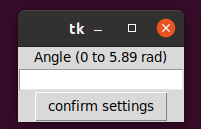 tk
Angle (0 to 5.89 rad)
confirm settings